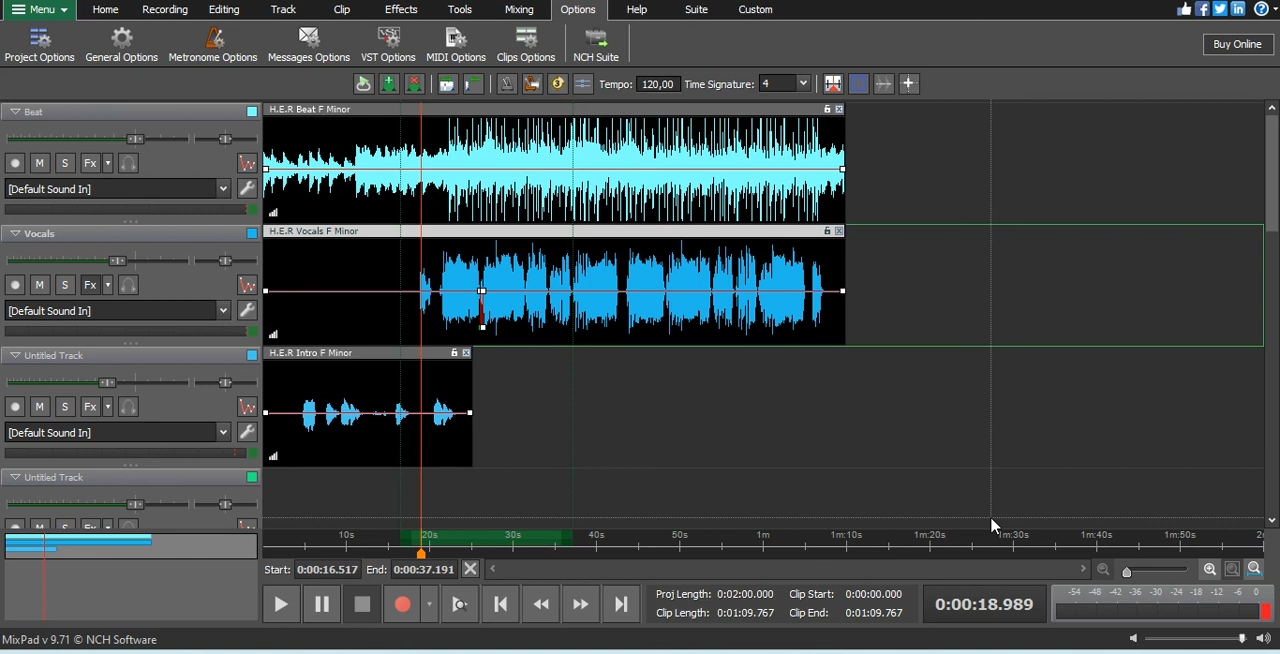 Menu Home Recording Editing Track Clip Effects Tools Mixing Options Help Suite Custom
Project Options General Options Metronome Options Messages Options VST Options MIDI Options Clips Options NCH Suite Buy Online
Tempo: 120,00 Time Signature: 4
Beat H.E.R Beat F Minor
M S Fx
[Default Sound In]
Vocals H.E.R Vocals F Minor
M S Fx
[Default Sound In]
Untitled Track H.E.R Intro F Minor
M S Fx
[Default Sound In]
Untitled Track
M S Fx
10s 20s 30s 40s 50s 1m 1m:10s 1m:20s 1m:30s 1m:40s 1m:50s
Start: 0:00:16.517 End: 0:00:37.191
Proj Length: 0:02:00.000 Clip Start: 0:00:00.000
Clip Length: 0:01:09.767 Clip End: 0:01:09.767
0:00:18.989
-54 -48 -42 -36 -30 -24 -18 -12 -6 0
MixPad v 9.71 © NCH Software